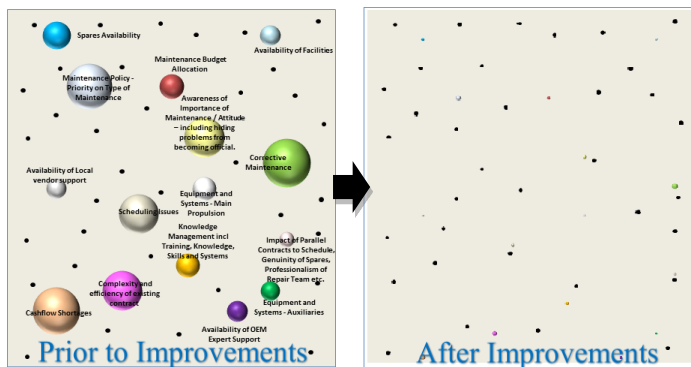 Spares Availability
Availability of Facilities
Maintenance Budget
Allocation
Maintenance Policy -
Priority on Type of
Maintenance
Awareness of
Importance of
Maintenance / Attitude
– including hiding
problems from
becoming official.
Corrective
Maintenance
Availability of Local
vendor support
Equipment and
Systems - Main
Propulsion
Scheduling Issues
Knowledge
Management incl
Training, Knowledge,
Skills and Systems
Impact of Parallel
Contracts to Schedule,
Genuinity of Spares,
Professionalism of
Repair Team etc.
Complexity and
efficiency of existing
contract
Equipment and
Systems - Auxiliaries
Cashflow Shortages
Availability of OEM
Expert Support
Prior to Improvements
After Improvements